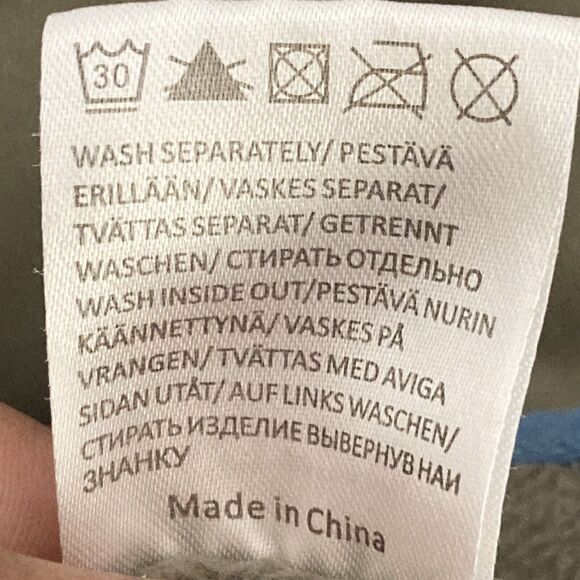 30
WASH SEPARATELY/ PESTÄVÄ
ERILLÄÄN/ VASKES SEPARAT/
TVÄTTAS SEPARAT/ GETRENNT
WASCHEN/ СТИРАТЬ ОТДЕЛЬНО
WASH INSIDE OUT/PESTÄVÄ NURIN
KÄÄNNETTYNÄ/ VASKES PÅ
VRANGEN/ TVÄTTAS MED AVIGA
SIDAN UTÅT/ AUF LINKS WASCHEN/
СТИРАТЬ ИЗДЕЛИЕ ВЫВЕРНУВ НАИ
ЗНАНКУ
Made in China